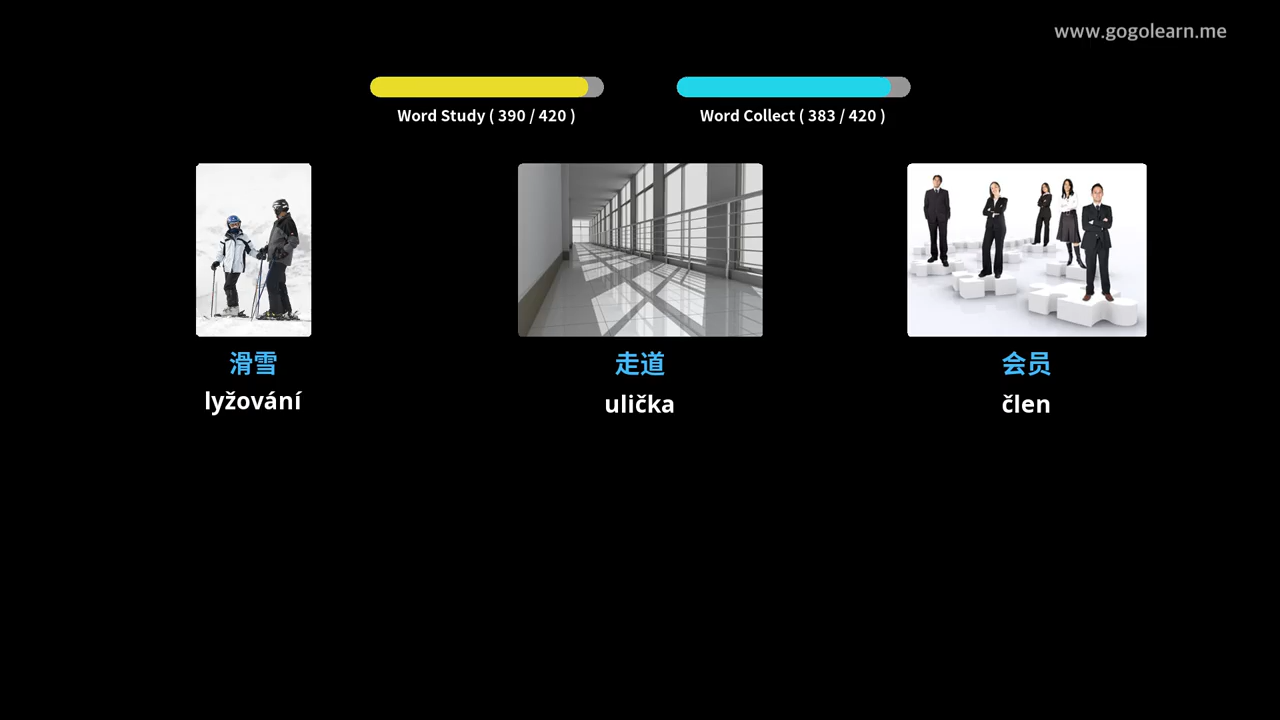 www.gogolearn.me
Word Study ( 390 / 420 )
Word Collect ( 383 / 420 )
滑雪
走道
会员
lyžování
ulička
člen